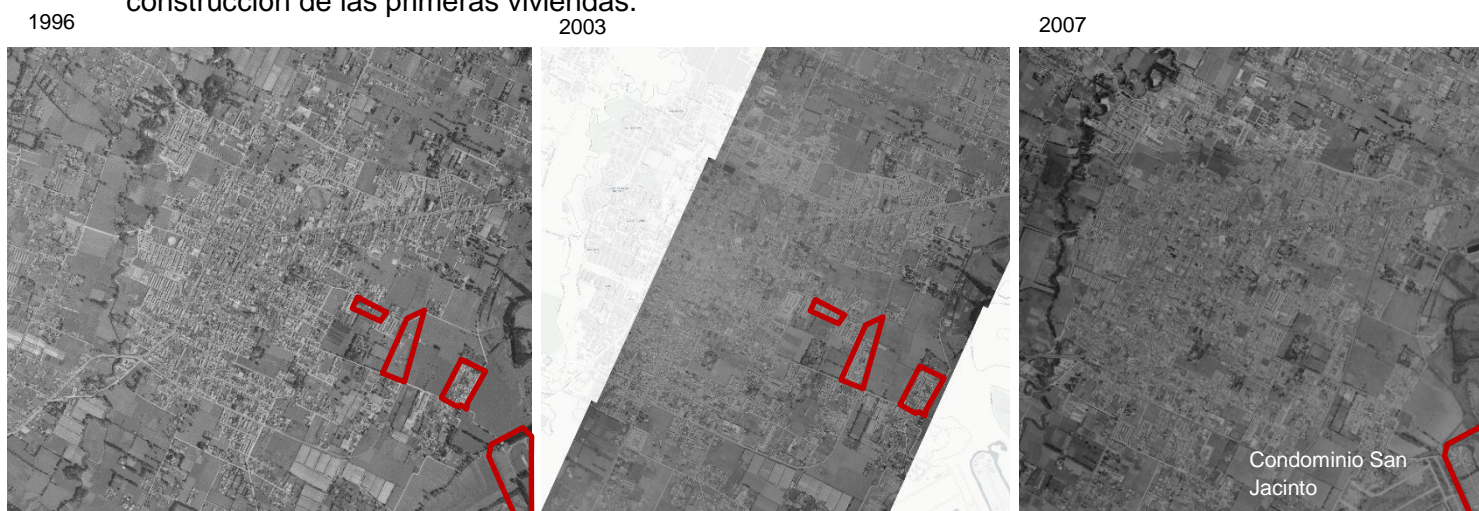 construcción de las primeras viviendas.
1996
2003
2007
Condominio San
Jacinto